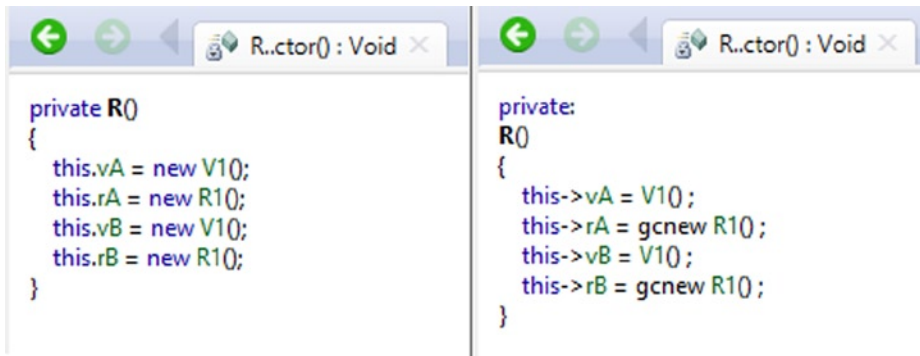 R..ctor() : Void
private R()
{
this.vA = new V1();
this.rA = new R1();
this.vB = new V1();
this.rB = new R1();
}
R..ctor() : Void
private:
R()
{
this->vA = V1() ;
this->rA = gcnew R1() ;
this->vB = V1() ;
this->rB = gcnew R1() ;
}